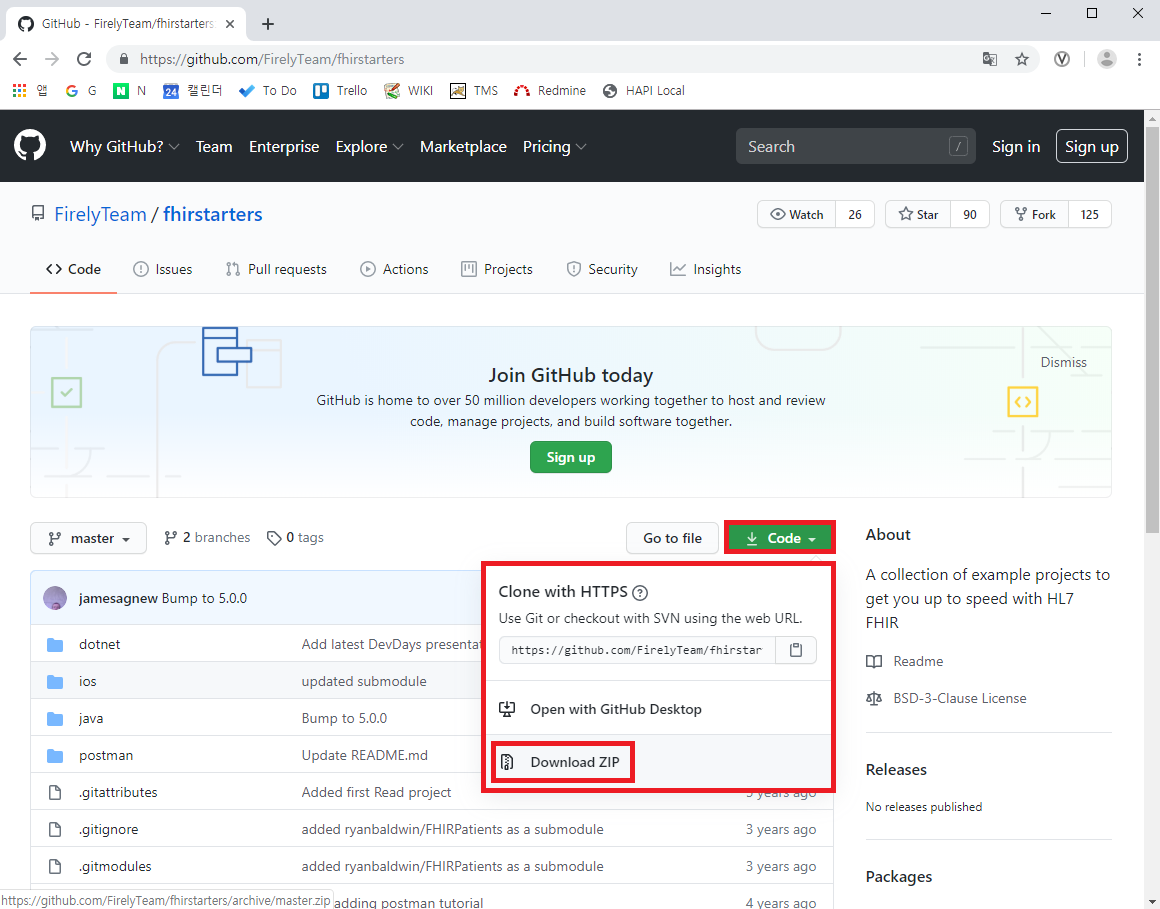 GitHub - FirelyTeam/fhirstarters
https://github.com/FirelyTeam/fhirstarters
앱 G N 24 캘린더 To Do Trello WIKI TMS Redmine HAPI Local
Why GitHub? Team Enterprise Explore Marketplace Pricing Search / Sign in Sign up
FirelyTeam / fhirstarters
Watch 26 Star 90 Fork 125
Code Issues Pull requests Actions Projects Security Insights
Dismiss
Join GitHub today
GitHub is home to over 50 million developers working together to host and review
code, manage projects, and build software together.
Sign up
master 2 branches 0 tags Go to file Code
Clone with HTTPS ?
Use Git or checkout with SVN using the web URL.
https://github.com/FirelyTeam/fhirstar
Open with GitHub Desktop
Download ZIP
jamesagnew Bump to 5.0.0
dotnet Add latest DevDays presenta
ios updated submodule
java Bump to 5.0.0
postman Update README.md
.gitattributes Added first Read project 5 years ago
.gitignore added ryanbaldwin/FHIRPatients as a submodule 3 years ago
.gitmodules added ryanbaldwin/FHIRPatients as a submodule 3 years ago
adding postman tutorial 4 years ago
About
A collection of example projects to
get you up to speed with HL7
FHIR
Readme
BSD-3-Clause License
Releases
No releases published
Packages
https://github.com/FirelyTeam/fhirstarters/archive/master.zip